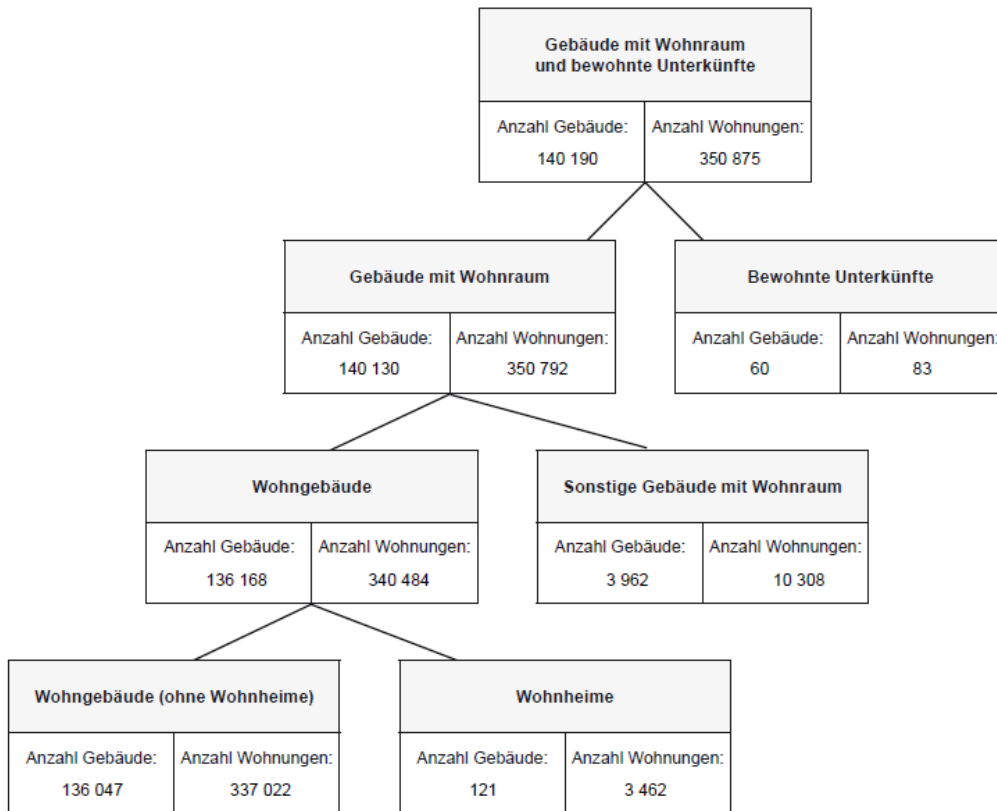 Gebäude mit Wohnraum
und bewohnte Unterkünfte
Anzahl Gebäude:
140 190
Anzahl Wohnungen:
350 875
Gebäude mit Wohnraum
Anzahl Gebäude:
140 130
Anzahl Wohnungen:
350 792
Bewohnte Unterkünfte
Anzahl Gebäude:
60
Anzahl Wohnungen:
83
Wohngebäude
Anzahl Gebäude:
136 168
Anzahl Wohnungen:
340 484
Sonstige Gebäude mit Wohnraum
Anzahl Gebäude:
3 962
Anzahl Wohnungen:
10 308
Wohngebäude (ohne Wohnheime)
Anzahl Gebäude:
136 047
Anzahl Wohnungen:
337 022
Wohnheime
Anzahl Gebäude:
121
Anzahl Wohnungen:
3 462